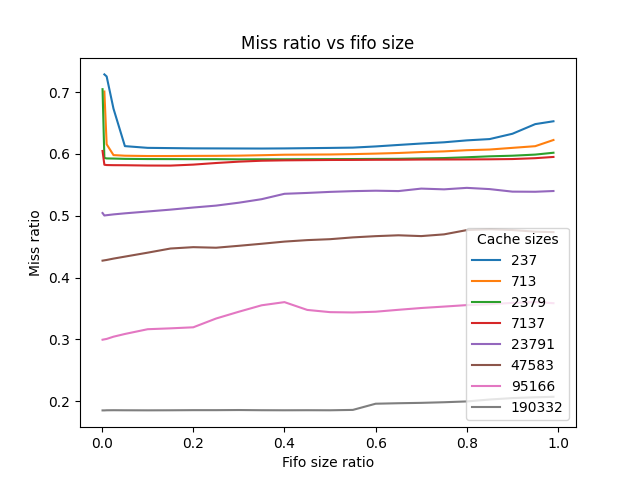 Miss ratio vs fifo size
Miss ratio
0.7
0.6
0.5
0.4
0.3
0.2
Cache sizes
237
713
2379
7137
23791
47583
95166
190332
0.0 0.2 0.4 0.6 0.8 1.0
Fifo size ratio